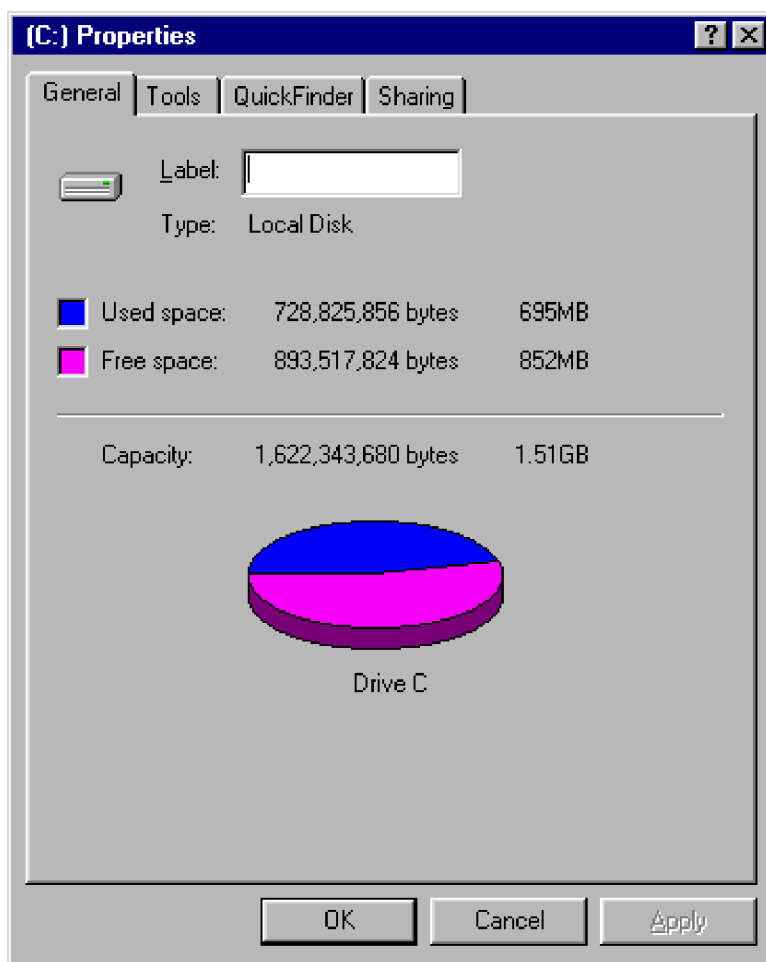 (C:) Properties
General Tools QuickFinder Sharing
Label:
Type: Local Disk
Used space: 728,825,856 bytes 695MB
Free space: 893,517,824 bytes 852MB
Capacity: 1,622,343,680 bytes 1.51GB
Drive C
OK Cancel Apply